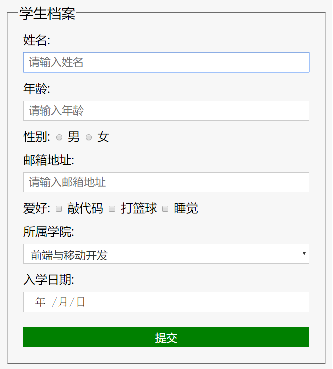 学生档案
姓名:
请输入姓名
年龄:
请输入年龄
性别: 男 女
邮箱地址:
请输入邮箱地址
爱好: 敲代码 打篮球 睡觉
所属学院:
前端与移动开发
入学日期:
年 /月/日
提交